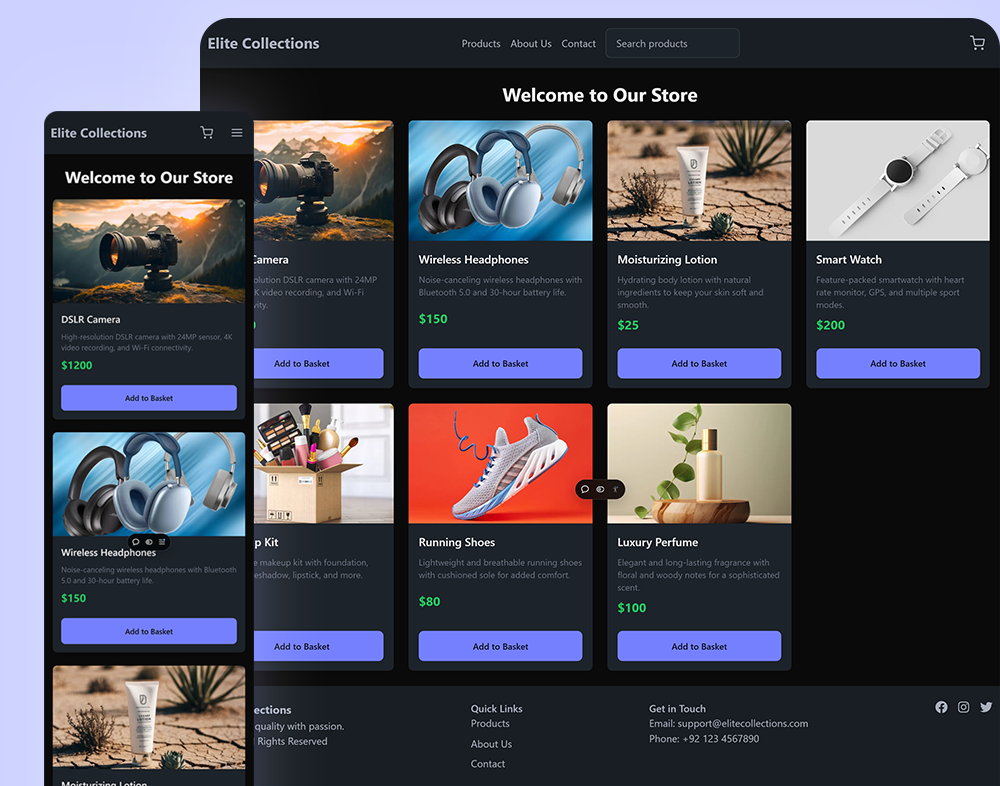 Elite Collections
Products
About Us
Contact
Search products
Welcome to Our Store
Camera
olution DSLR camera with 24MP
K video recording, and Wi-Fi
vity.
Add to Basket
Wireless Headphones
Noise-canceling wireless headphones with
Bluetooth 5.0 and 30-hour battery life.
$150
Add to Basket
Moisturizing Lotion
Hydrating body lotion with natural
ingredients to keep your skin soft and
smooth.
$25
Add to Basket
Smart Watch
Feature-packed smartwatch with heart
rate monitor, GPS, and multiple sport
modes.
$200
Add to Basket
p Kit
e makeup kit with foundation,
eshadow, lipstick, and more.
Add to Basket
Running Shoes
Lightweight and breathable running shoes
with cushioned sole for added comfort.
$80
Add to Basket
Luxury Perfume
Elegant and long-lasting fragrance with
floral and woody notes for a sophisticated
scent.
$100
Add to Basket
ections
quality with passion.
Rights Reserved
Quick Links
Products
About Us
Contact
Get in Touch
Email: support@elitecollections.com
Phone: +92 123 4567890
Elite Collections
Welcome to Our Store
DSLR Camera
High-resolution DSLR camera with 24MP sensor, 4K
video recording, and Wi-Fi connectivity.
$1200
Add to Basket
Wireless Headphones
Noise-canceling wireless headphones with Bluetooth
5.0 and 30-hour battery life.
$150
Add to Basket
Moisturizing Lotion